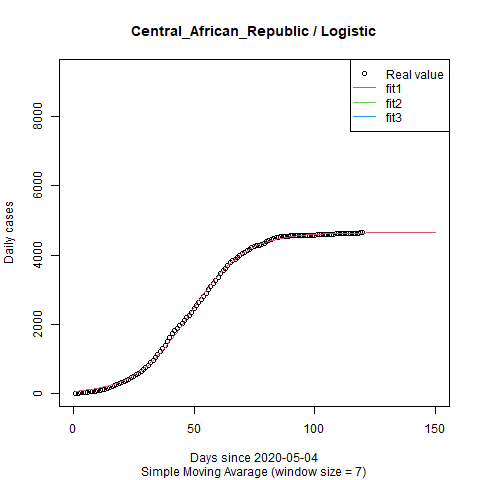 Central_African_Republic / Logistic
Real value
fit1
fit2
fit3
Daily cases
8000
6000
4000
2000
0
0 50 100 150
Days since 2020-05-04
Simple Moving Avarage (window size = 7)